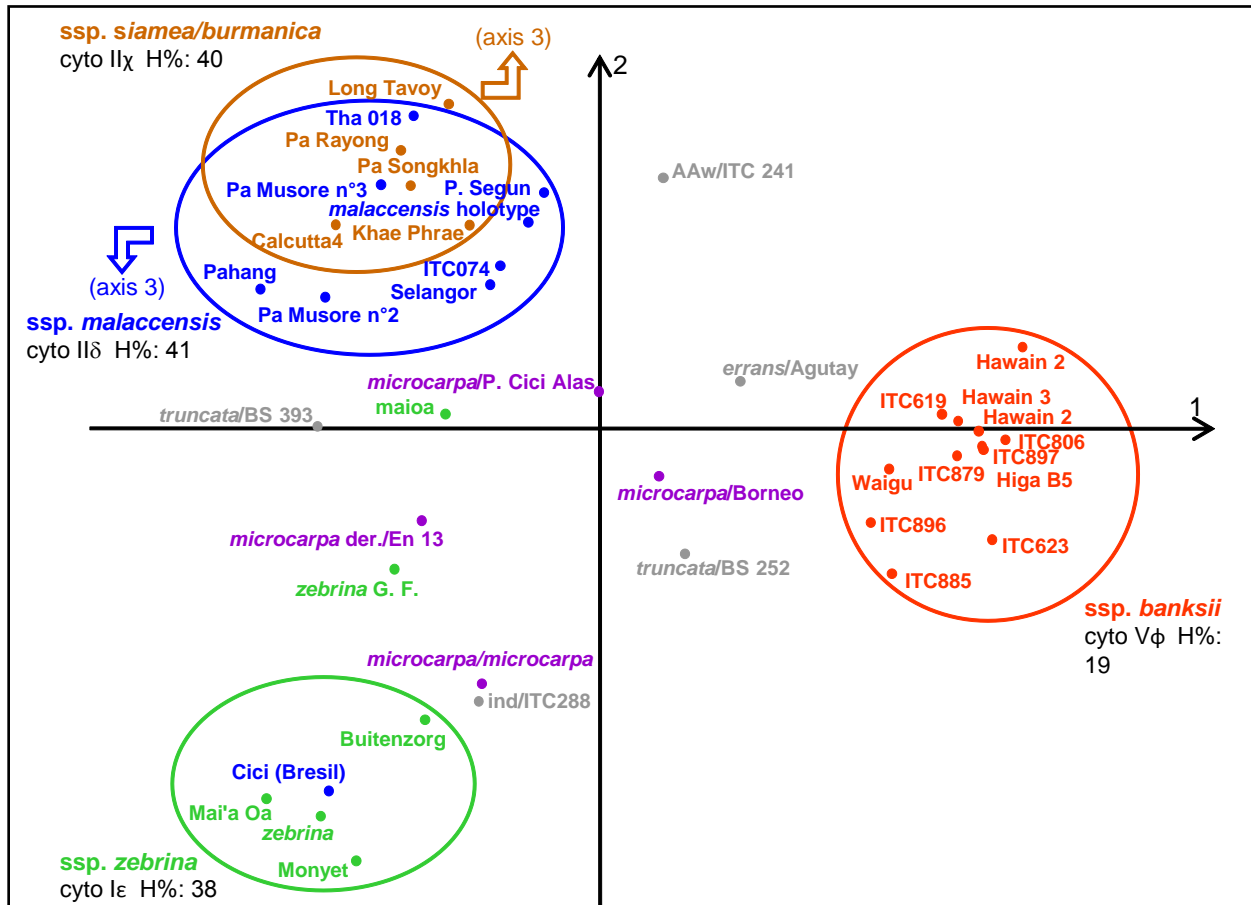 ssp. siamea/burmanica
cyto IIχ H%: 40
(axis 3)
2
Long Tavoy
Tha 018
Pa Rayong
Pa Songkhla
AAw/ITC 241
Pa Musore n°3
P. Segun
malaccensis holotype
Calcutta4
Khae Phrae
ITC074
Pahang
Selangor
(axis 3)
Pa Musore n°2
ssp. malaccensis
cyto IIδ H%: 41
Hawain 2
errans/Agutay
microcarpa/P. Cici Alas
maioa
truncata/BS 393
1
ITC619
Hawain 3
Hawain 2
ITC806
ITC897
ITC879
Higa B5
Waigu
microcarpa/Borneo
ITC896
microcarpa der./En 13
ITC623
truncata/BS 252
ITC885
zebrina G. F.
ssp. banksii
cyto Vφ H%:
19
microcarpa/microcarpa
ind/ITC288
Buitenzorg
Cici (Bresil)
Mai'a Oa
zebrina
Monyet
ssp. zebrina
cyto Iε H%: 38